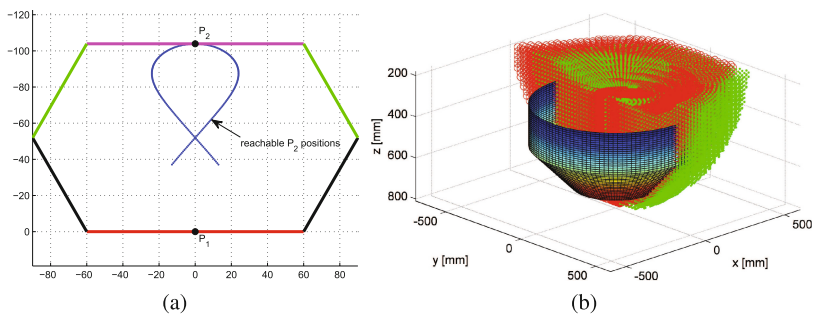 −120
−100
−80
−60
−40
−20
0
−80 −60 −40 −20 0 20 40 60 80
P2
reachable P2 positions
P1
(a)
200
400
600
800
z [mm]
−500
0
500
y [mm]
−500
0
500
x [mm]
(b)